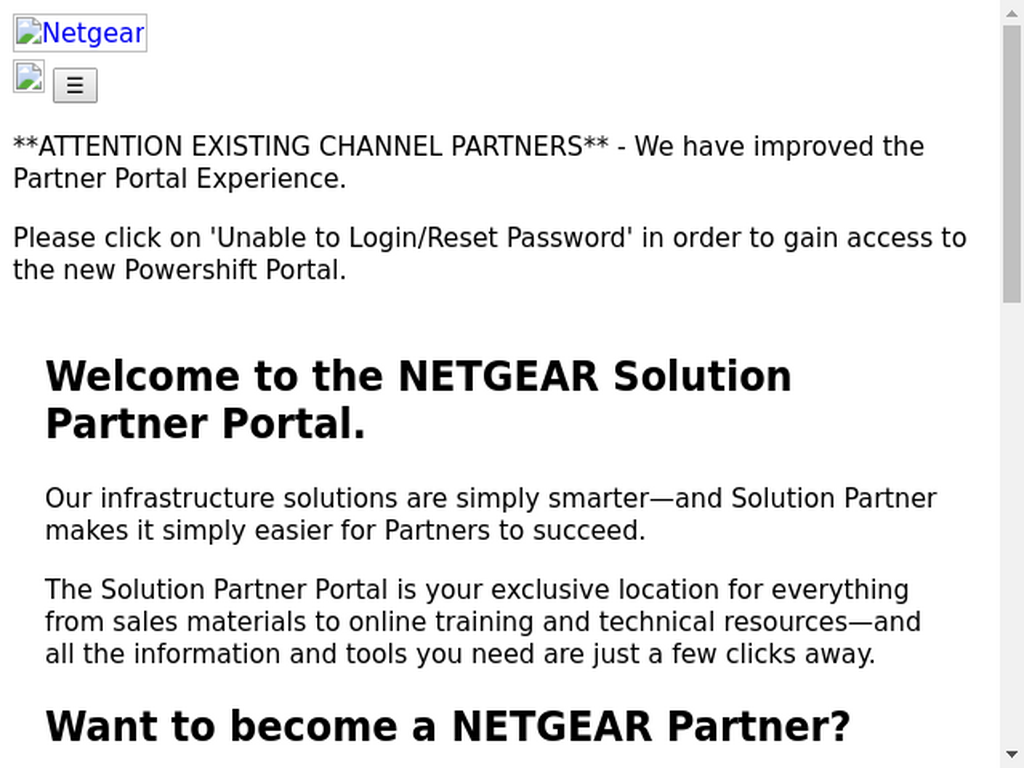 Netgear
☰
**ATTENTION EXISTING CHANNEL PARTNERS** - We have improved the
Partner Portal Experience.
Please click on 'Unable to Login/Reset Password' in order to gain access to
the new Powershift Portal.
Welcome to the NETGEAR Solution
Partner Portal.
Our infrastructure solutions are simply smarter—and Solution Partner
makes it simply easier for Partners to succeed.
The Solution Partner Portal is your exclusive location for everything
from sales materials to online training and technical resources—and
all the information and tools you need are just a few clicks away.
Want to become a NETGEAR Partner?